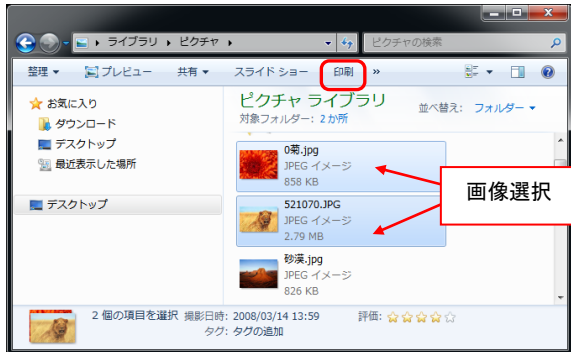 ライブラリ ▸ ピクチャ ▸
ピクチャの検索
整理 ▼ プレビュー 共有 ▼ スライド ショー 印刷 »
お気に入り
ダウンロード
デスクトップ
最近表示した場所
デスクトップ
ピクチャ ライブラリ
対象フォルダー: 2 か所
並べ替え: フォルダー ▼
0菊.jpg
JPEG イメージ
858 KB
521070.JPG
JPEG イメージ
2.79 MB
砂漠.jpg
JPEG イメージ
826 KB
画像選択
2 個の項目を選択 撮影日時: 2008/03/14 13:59 評価: ☆☆☆☆☆
タグ: タグの追加